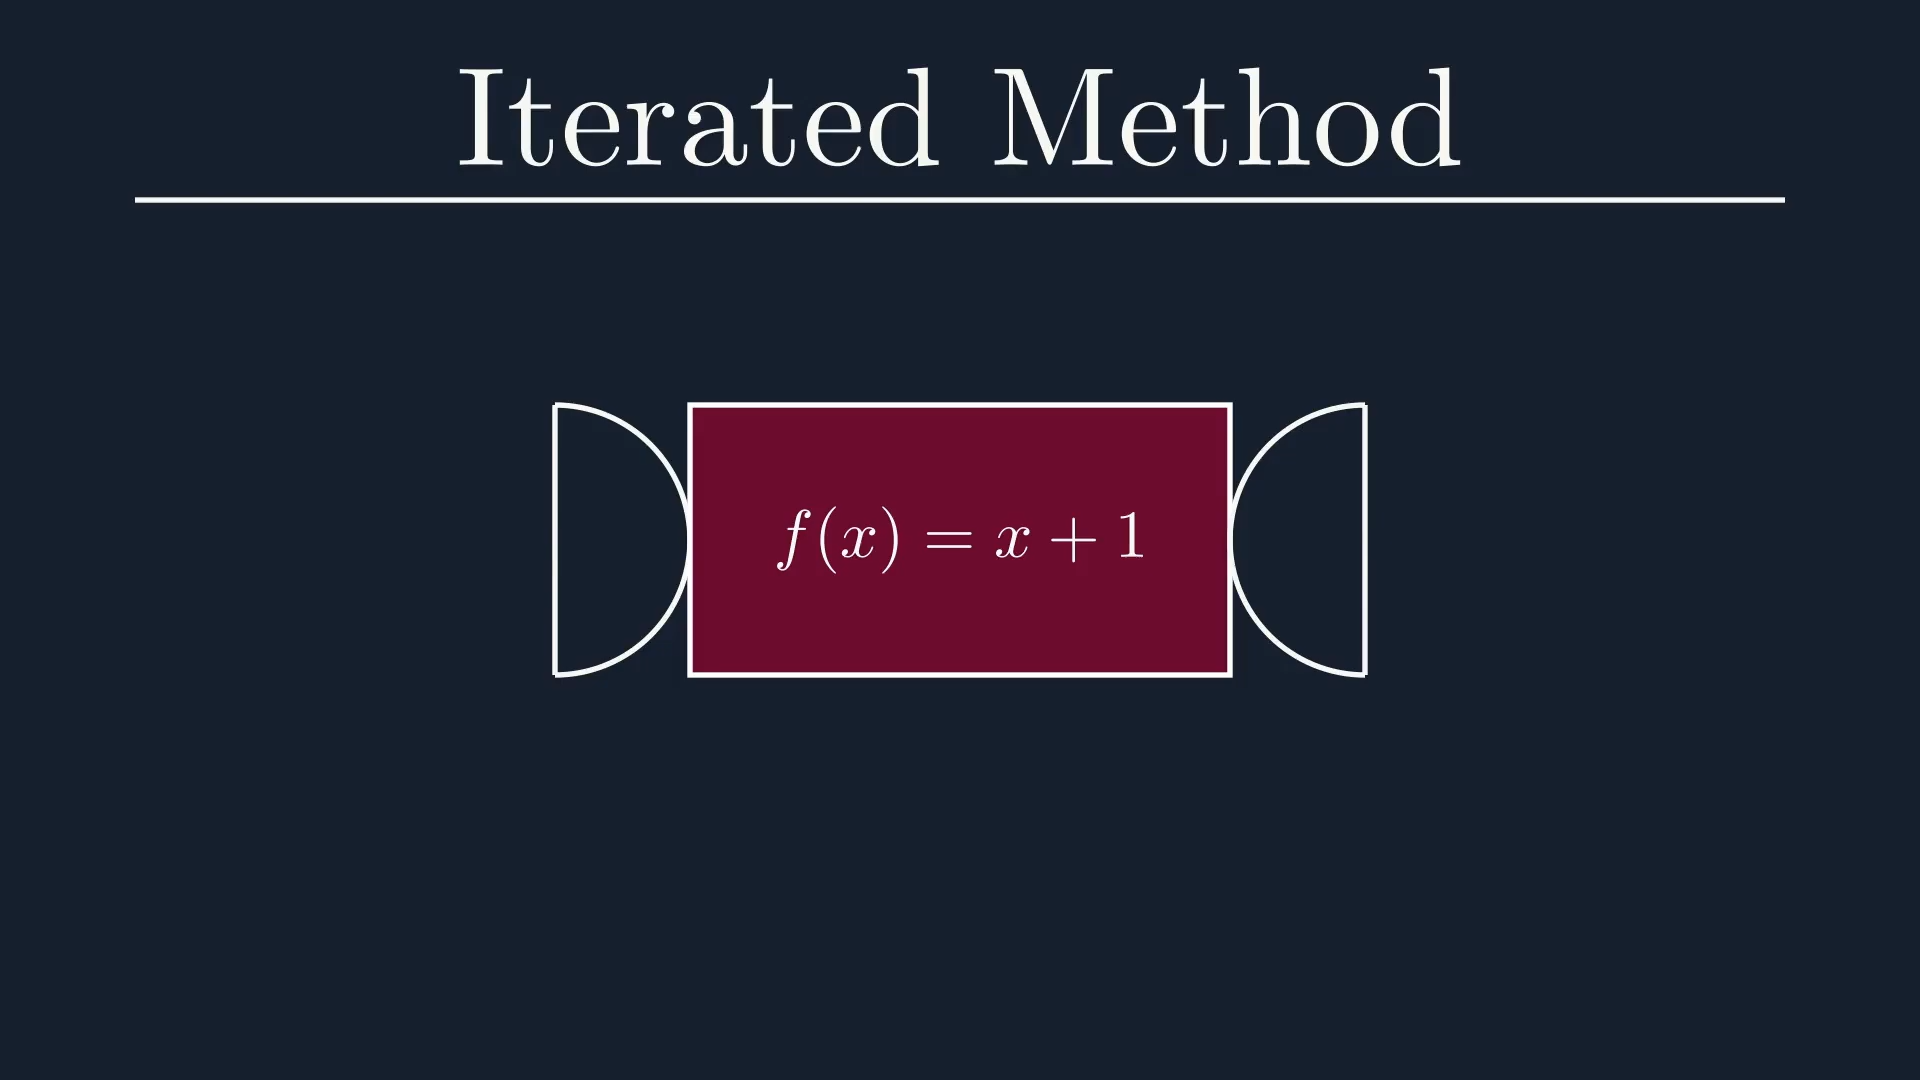 Iterated Method
f(x) = x + 1